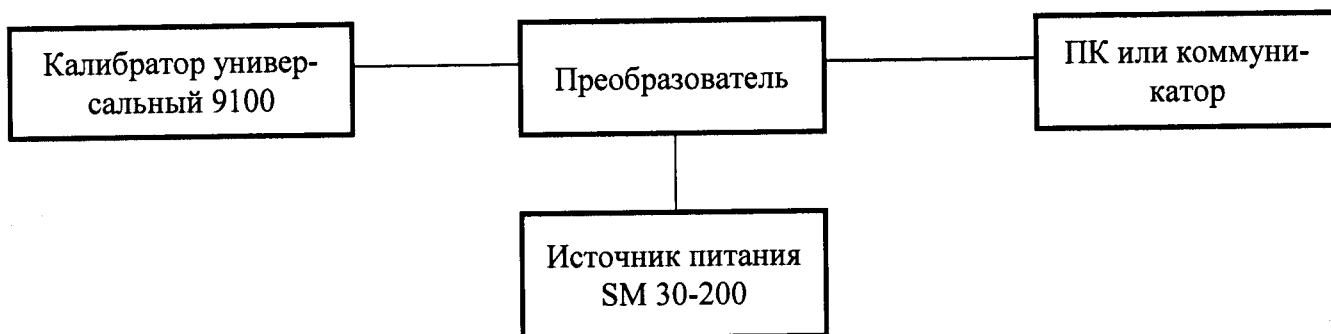 Калибратор универ-
сальный 9100
Преобразователь
ПК или коммуни-
катор
Источник питания
SM 30-200